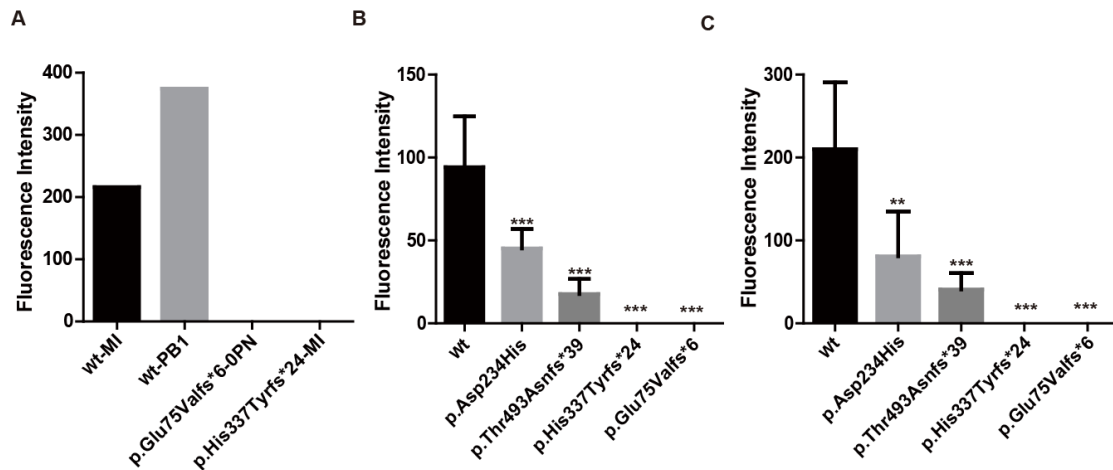 A
Fluorescence Intensity
400
300
200
100
0
wt-MI
wt-PB1
p.Glu75Valfs*6-0PN
p.His337Tyrfs*24-MI
B
Fluorescence Intensity
150
100
50
0
***
***
***
***
wt
p.Asp234His
p.Thr493Asnfs*39
p.His337Tyrfs*24
p.Glu75Valfs*6
C
Fluorescence Intensity
300
200
100
0
**
***
***
***
wt
p.Asp234His
p.Thr493Asnfs*39
p.His337Tyrfs*24
p.Glu75Valfs*6